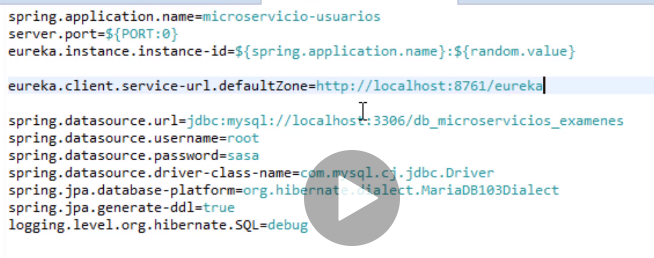 spring.application.name=microservicio-usuarios
server.port=${PORT:0}
eureka.instance.instance-id=${spring.application.name}:${random.value}
eureka.client.service-url.defaultZone=http://localhost:8761/eureka
spring.datasource.url=jdbc:mysql://localhost:3306/db_microservicios_examenes
spring.datasource.username=root
spring.datasource.password=sasa
spring.datasource.driver-class-name=com.mysql.cj.jdbc.Driver
spring.jpa.database-platform=org.hibernate.dialect.MariaDB103Dialect
spring.jpa.generate-ddl=true
logging.level.org.hibernate.SQL=debug